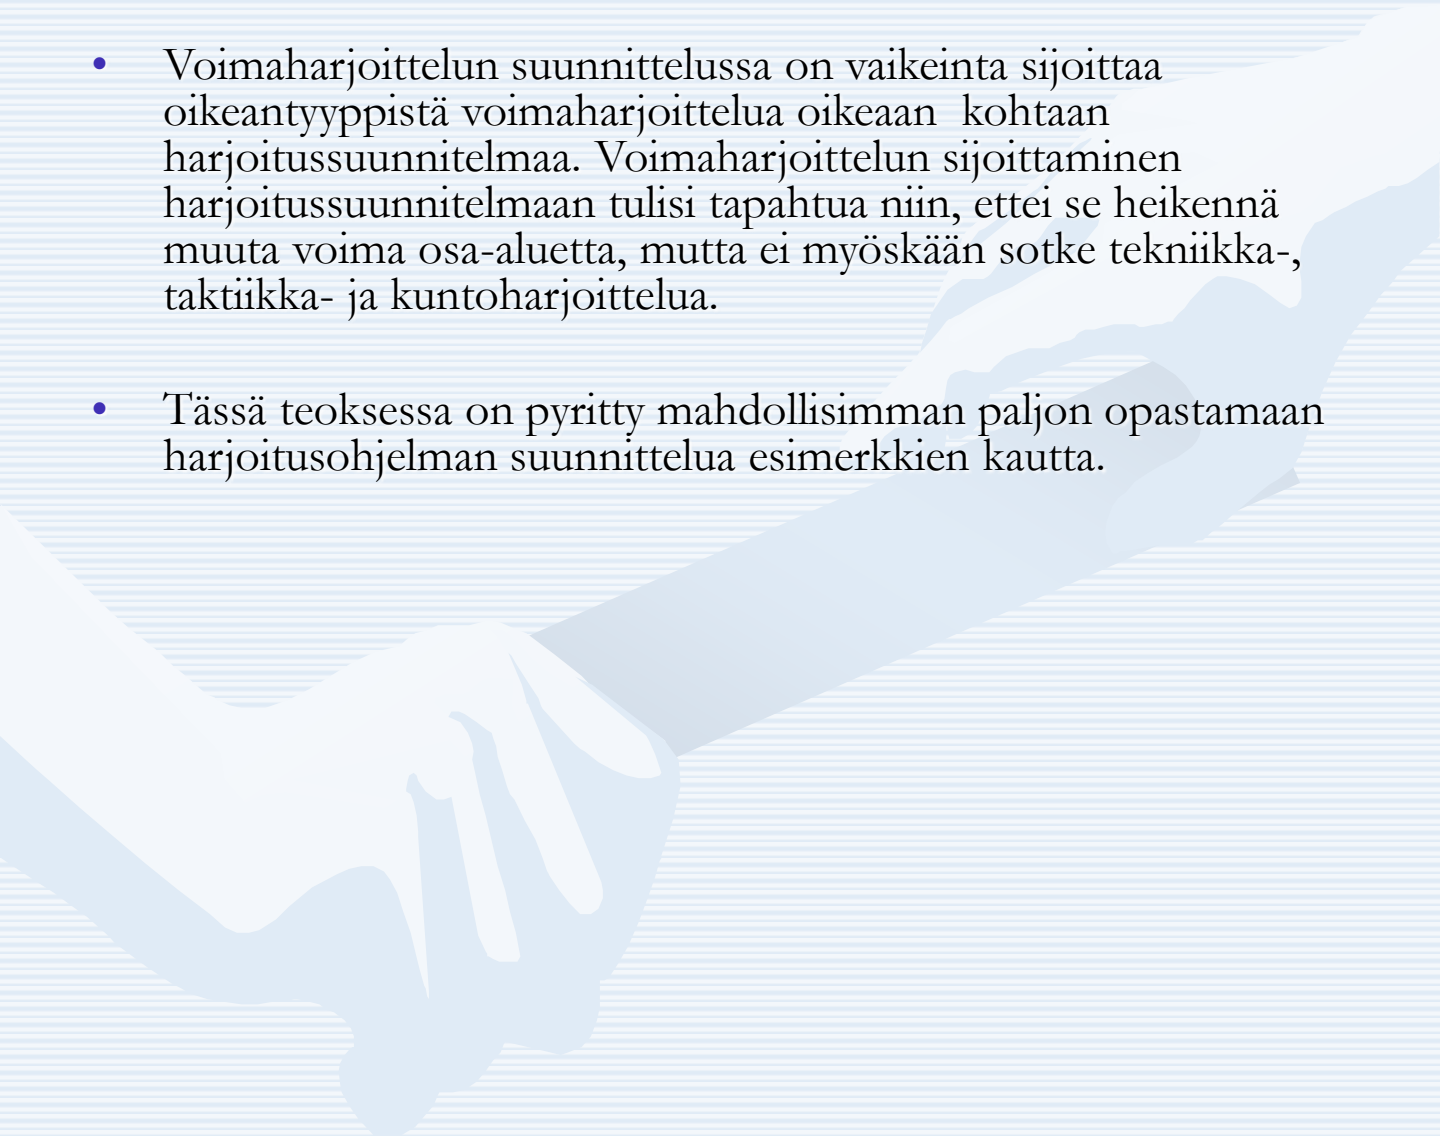 • Voimaharjoittelun suunnittelussa on vaikeinta sijoittaa
oikeantyyppistä voimaharjoittelua oikeaan  kohtaan
harjoitussuunnitelmaa. Voimaharjoittelun sijoittaminen
harjoitussuunnitelmaan tulisi tapahtua niin, ettei se heikennä
muuta voima osa-aluetta, mutta ei myöskään sotke tekniikka-,
taktiikka- ja kuntoharjoittelua.
• Tässä teoksessa on pyritty mahdollisimman paljon opastamaan
harjoitusohjelman suunnittelua esimerkkien kautta.